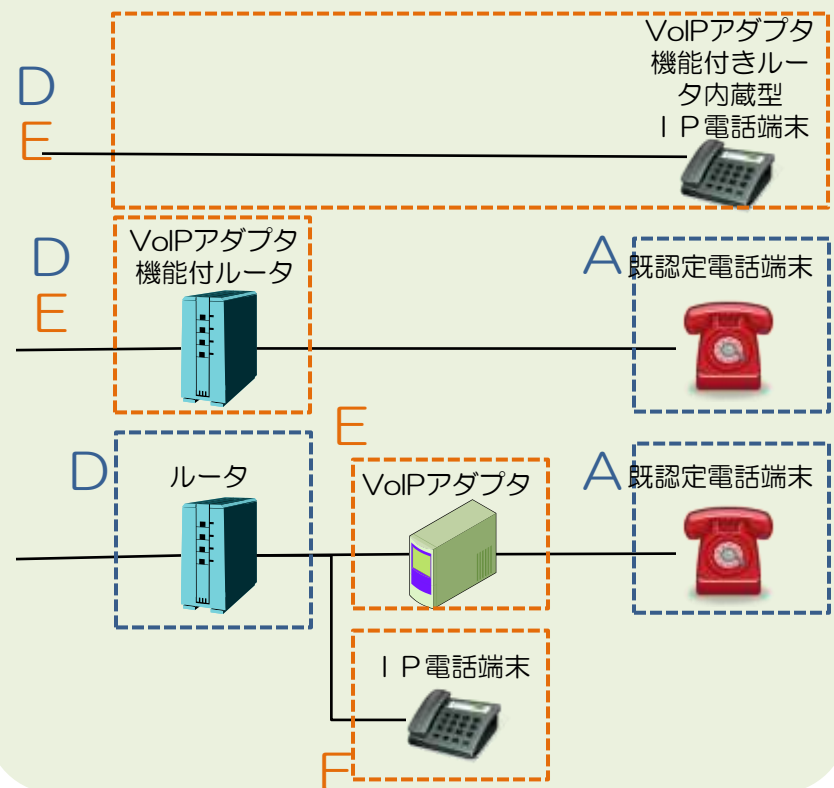 VoIPアダプタ
機能付きルー
タ内蔵型
IP電話端末
D
E
VoIPアダプタ
機能付ルータ
D
E
A
既認定電話端末
E
D
ルータ
VoIPアダプタ
A
既認定電話端末
IP電話端末